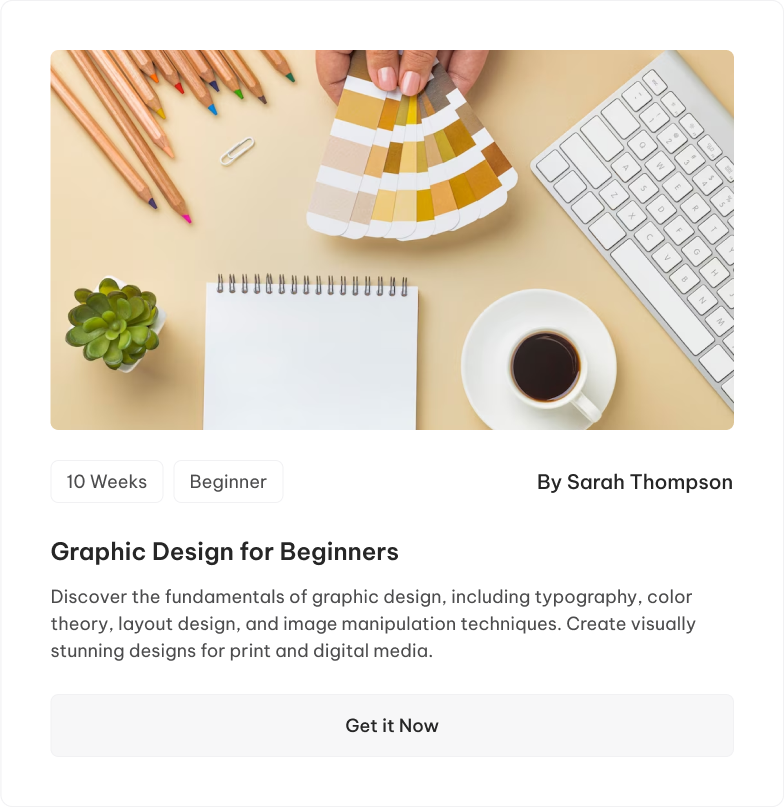 10 Weeks
Beginner
By Sarah Thompson
Graphic Design for Beginners
Discover the fundamentals of graphic design, including typography, color
theory, layout design, and image manipulation techniques. Create visually
stunning designs for print and digital media.
Get it Now